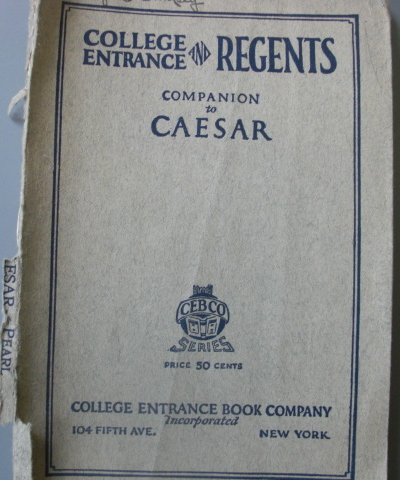 COLLEGE ENTRANCE AND REGENTS
COMPANION
to
CAESAR
CEBCO
SERIES
PRICE 50 CENTS
COLLEGE ENTRANCE BOOK COMPANY
Incorporated
104 FIFTH AVE. NEW YORK
ESAR - PEARL